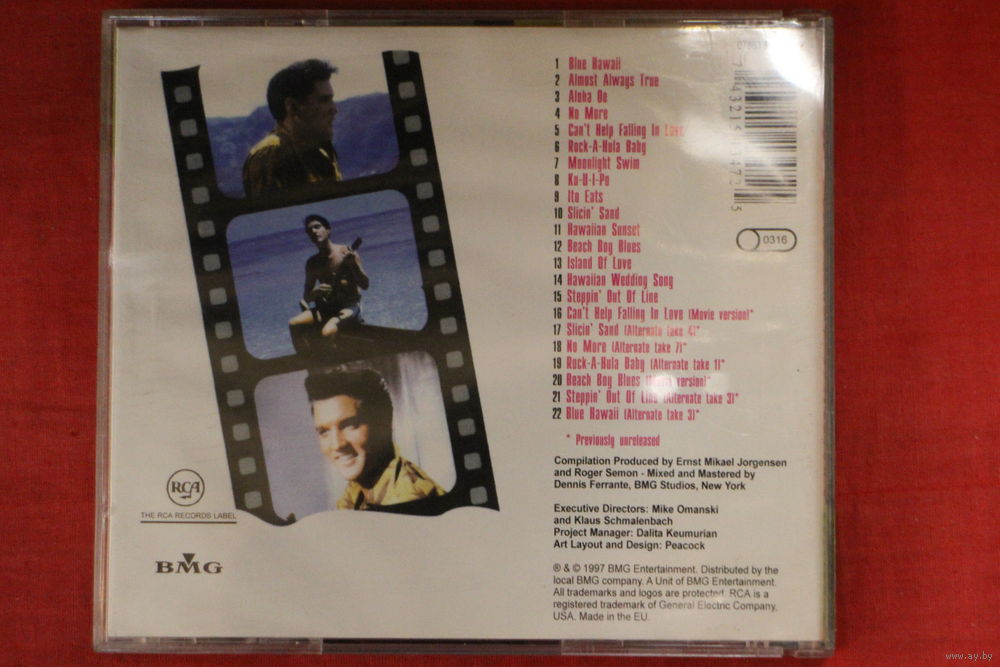 1 Blue Hawaii
2 Almost Always True
3 Aloha Oe
4 No More
5 Can't Help Falling In Love
6 Rock-A-Hula Baby
7 Moonlight Swim
8 Ku-U-I-Po
9 Ito Eats
10 Slicin' Sand
11 Hawaiian Sunset
12 Beach Boy Blues
13 Island Of Love
14 Hawaiian Wedding Song
15 Steppin' Out Of Line
16 Can't Help Falling In Love (Movie version)*
17 Slicin' Sand (Alternate take 4)*
18 No More (Alternate take 7)*
19 Rock-A-Hula Baby (Alternate take 1)*
20 Beach Boy Blues (Movie version)*
21 Steppin' Out Of Line (Alternate take 3)*
22 Blue Hawaii (Alternate take 3)*
* Previously unreleased
Compilation Produced by Ernst Mikael Jorgensen
and Roger Semon - Mixed and Mastered by
Dennis Ferrante, BMG Studios, New York
Executive Directors: Mike Omanski
and Klaus Schmalenbach
Project Manager: Dalita Keumurian
Art Layout and Design: Peacock
℗ & © 1997 BMG Entertainment. Distributed by the
local BMG company. A Unit of BMG Entertainment.
All trademarks and logos are protected. RCA is a
registered trademark of General Electric Company,
USA. Made in the EU.
0316
RCA
THE RCA RECORDS LABEL
BMG
www.ay.by